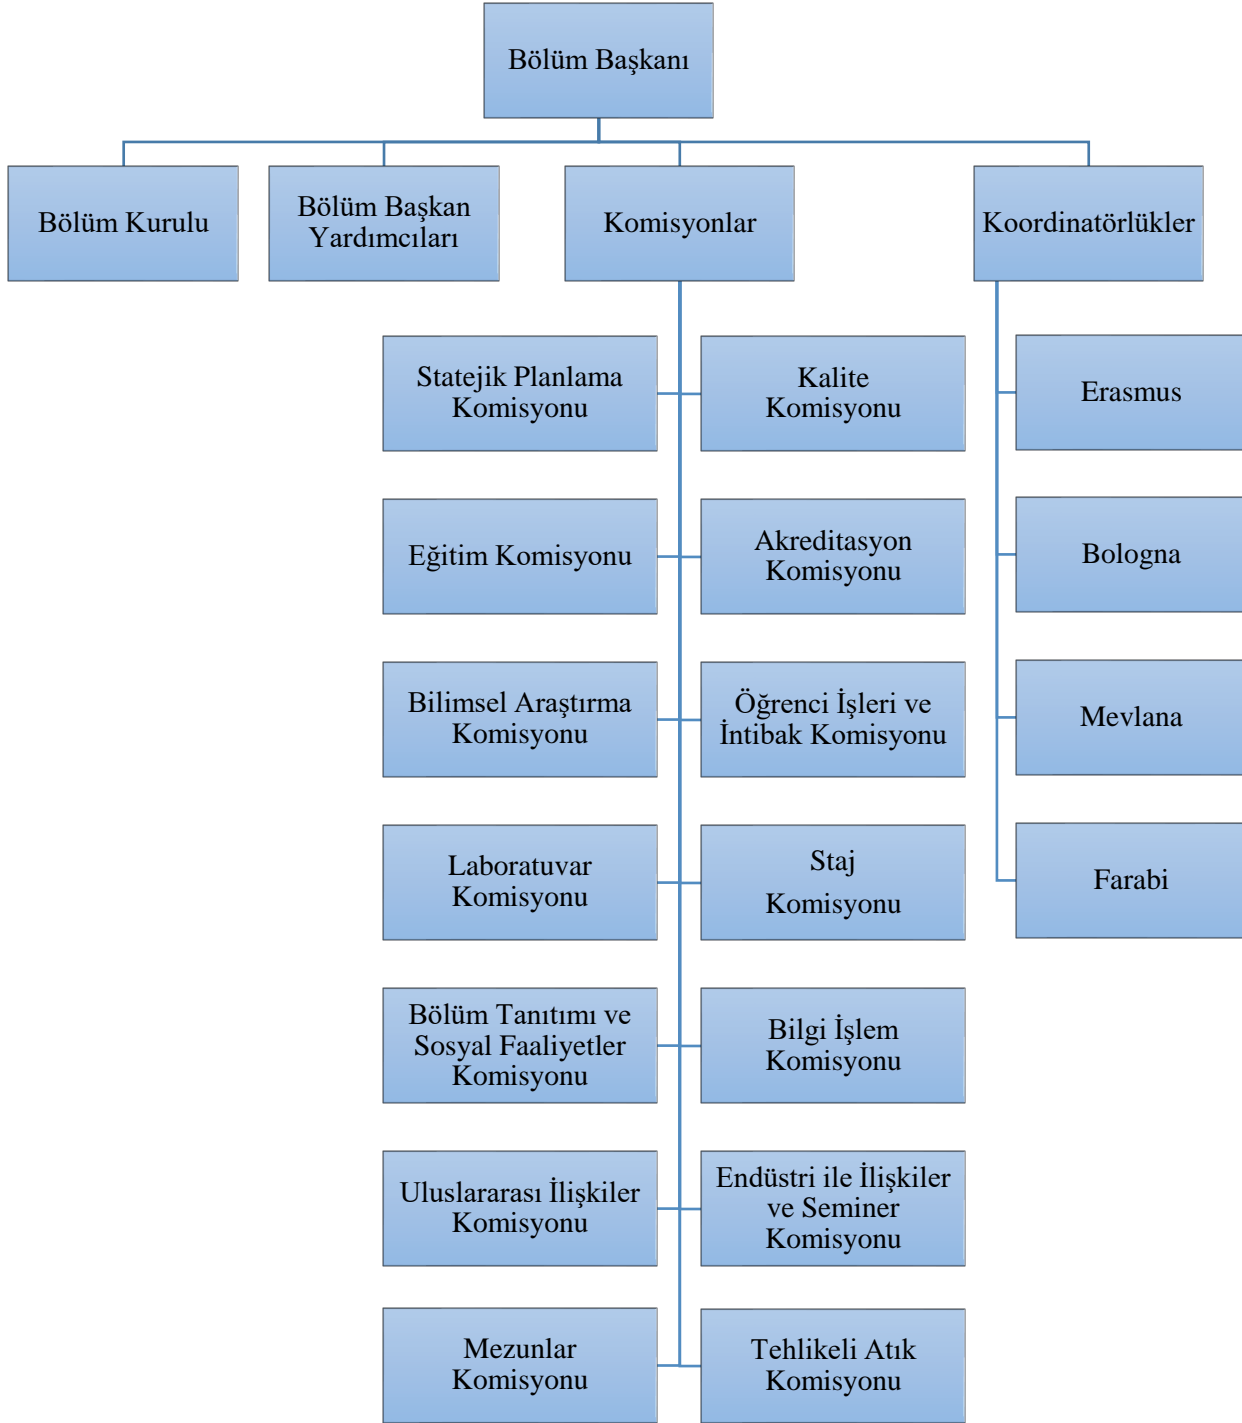 Bölüm Başkanı
Bölüm Kurulu
Bölüm Başkan
Yardımcıları
Komisyonlar
Koordinatörlükler
Statejik Planlama
Komisyonu
Kalite
Komisyonu
Erasmus
Eğitim Komisyonu
Akreditasyon
Komisyonu
Bologna
Bilimsel Araştırma
Komisyonu
Öğrenci İşleri ve
İntibak Komisyonu
Mevlana
Laboratuvar
Komisyonu
Staj
Komisyonu
Farabi
Bölüm Tanıtımı ve
Sosyal Faaliyetler
Komisyonu
Bilgi İşlem
Komisyonu
Uluslararası İlişkiler
Komisyonu
Endüstri ile İlişkiler
ve Seminer
Komisyonu
Mezunlar
Komisyonu
Tehlikeli Atık
Komisyonu